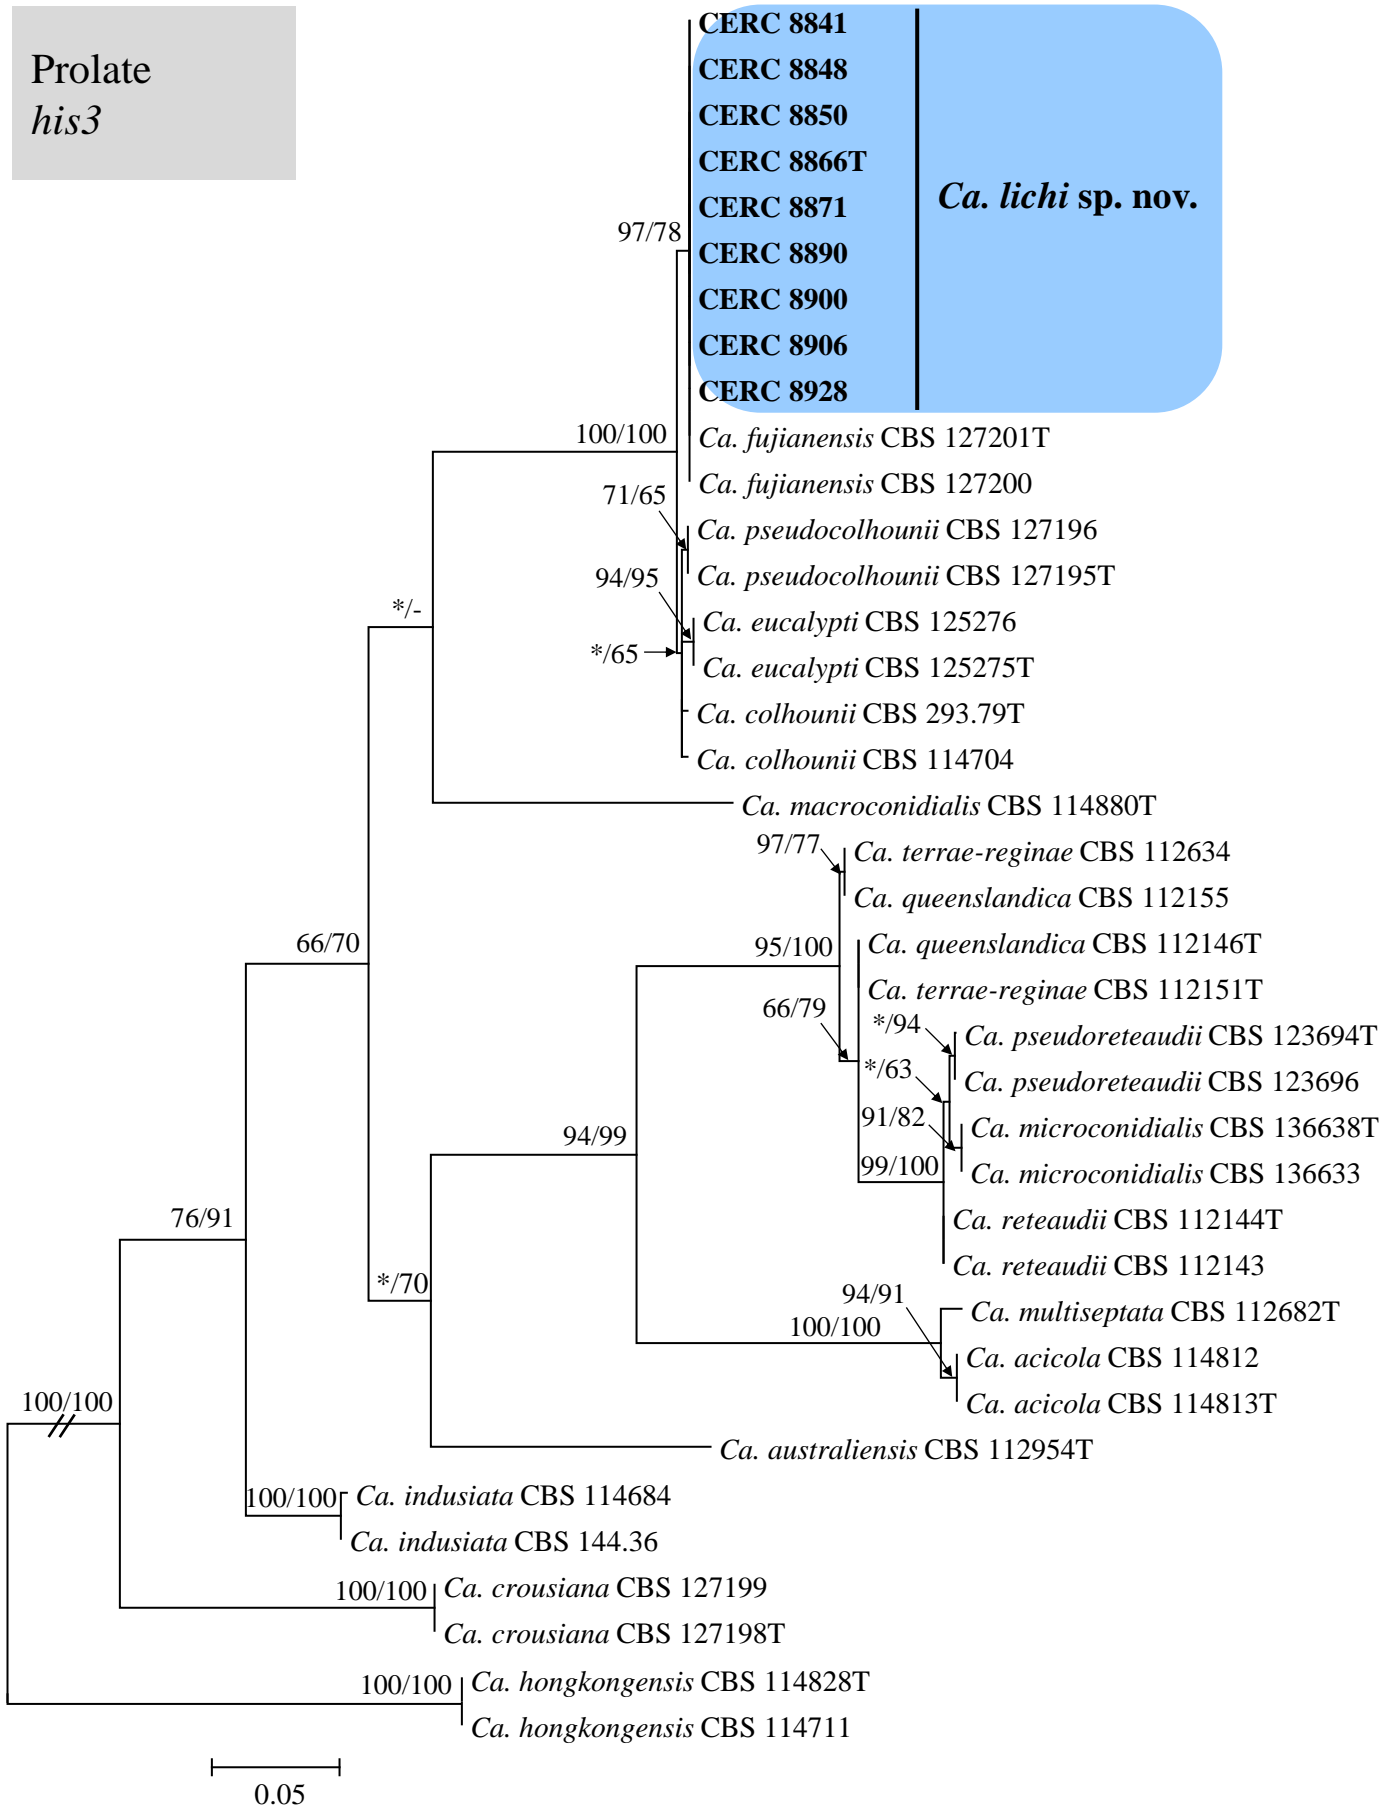 Prolate
his3
CERC 8841
CERC 8848
CERC 8850
CERC 8866T
CERC 8871
Ca. lichi sp. nov.
97/78
CERC 8890
CERC 8900
CERC 8906
CERC 8928
100/100
Ca. fujianensis CBS 127201T
Ca. fujianensis CBS 127200
71/65
Ca. pseudocolhounii CBS 127196
94/95
Ca. pseudocolhounii CBS 127195T
*/-
Ca. eucalypti CBS 125276
*/65
Ca. eucalypti CBS 125275T
Ca. colhounii CBS 293.79T
Ca. colhounii CBS 114704
Ca. macroconidialis CBS 114880T
97/77
Ca. terrae-reginae CBS 112634
Ca. queenslandica CBS 112155
66/70
95/100
Ca. queenslandica CBS 112146T
Ca. terrae-reginae CBS 112151T
66/79
*/94
Ca. pseudoreteaudii CBS 123694T
*/63
Ca. pseudoreteaudii CBS 123696
91/82
Ca. microconidialis CBS 136638T
94/99
99/100
Ca. microconidialis CBS 136633
76/91
Ca. reteaudii CBS 112144T
Ca. reteaudii CBS 112143
*/70
94/91
Ca. multiseptata CBS 112682T
100/100
Ca. acicola CBS 114812
100/100
Ca. acicola CBS 114813T
Ca. australiensis CBS 112954T
100/100
Ca. indusiata CBS 114684
Ca. indusiata CBS 144.36
100/100
Ca. crousiana CBS 127199
Ca. crousiana CBS 127198T
100/100
Ca. hongkongensis CBS 114828T
Ca. hongkongensis CBS 114711
0.05